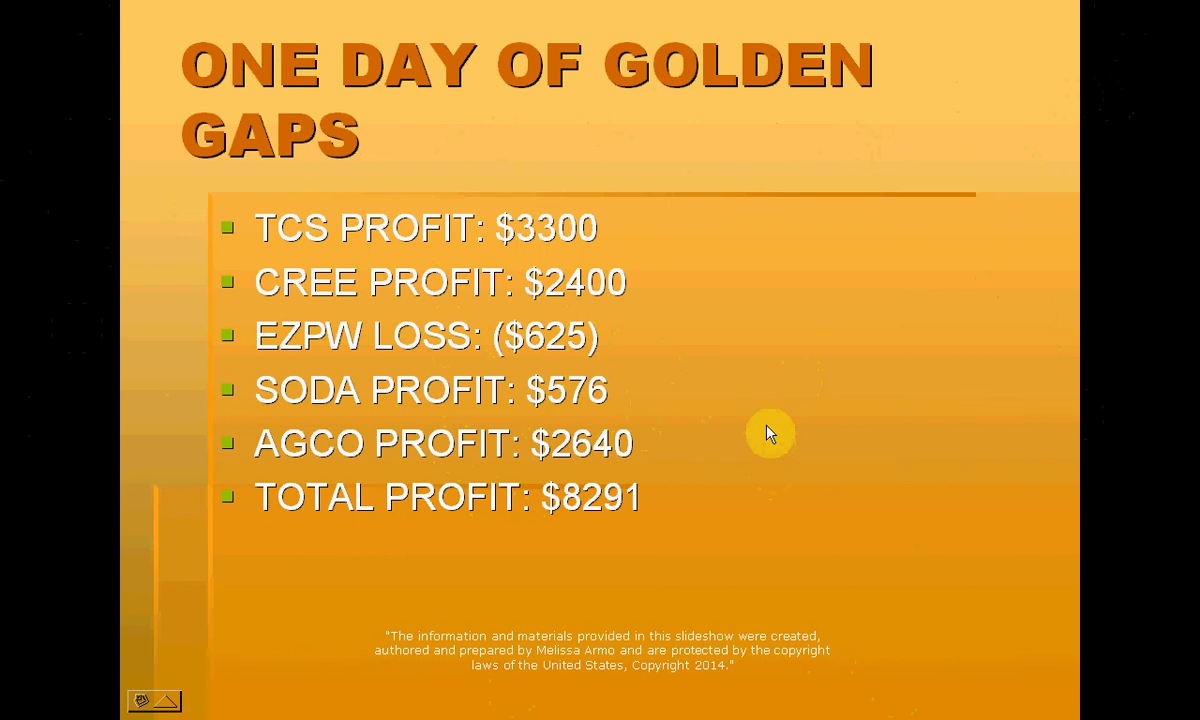 ONE DAY OF GOLDEN
GAPS
TCS PROFIT: $3300
CREE PROFIT: $2400
EZPW LOSS: ($625)
SODA PROFIT: $576
AGCO PROFIT: $2640
TOTAL PROFIT: $8291
"The information and materials provided in this slideshow were created,
authored and prepared by Melissa Armo and are protected by the copyright
laws of the United States, Copyright 2014."